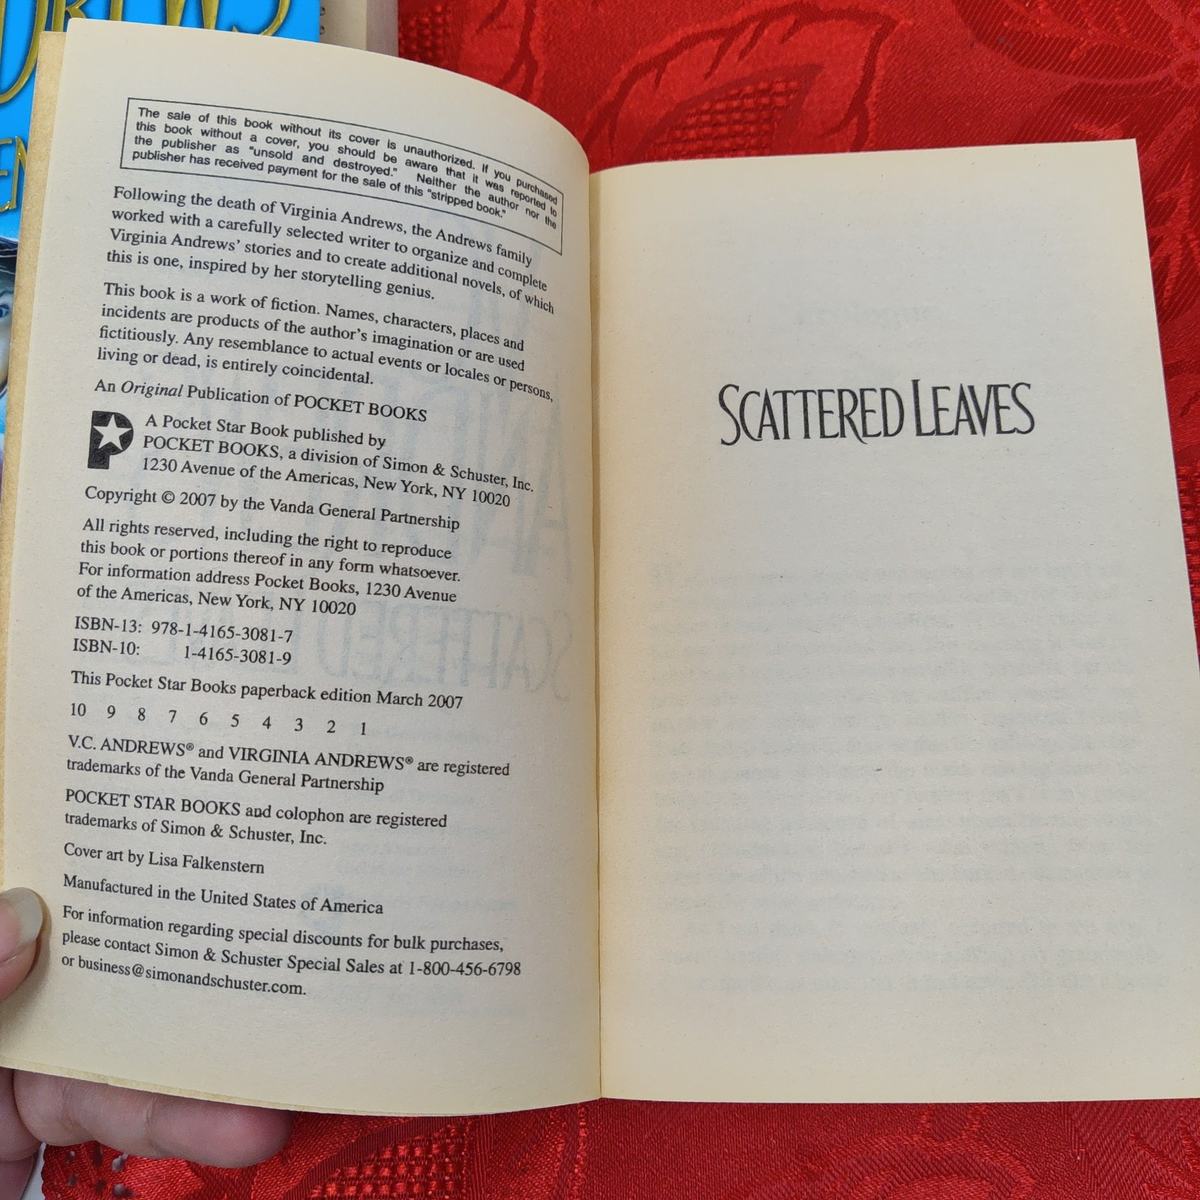 The sale of this book without its cover is unauthorized. If you purchased
this book without a cover, you should be aware that it was reported to
the publisher as "unsold and destroyed." Neither the author nor the
publisher has received payment for the sale of this "stripped book."
Following the death of Virginia Andrews, the Andrews family
worked with a carefully selected writer to organize and complete
Virginia Andrews' stories and to create additional novels, of which
this is one, inspired by her storytelling genius.
This book is a work of fiction. Names, characters, places and
incidents are products of the author's imagination or are used
fictitiously. Any resemblance to actual events or locales or persons,
living or dead, is entirely coincidental.
An Original Publication of POCKET BOOKS
A Pocket Star Book published by
POCKET BOOKS, a division of Simon & Schuster, Inc.
1230 Avenue of the Americas, New York, NY 10020
Copyright © 2007 by the Vanda General Partnership
All rights reserved, including the right to reproduce
this book or portions thereof in any form whatsoever.
For information address Pocket Books, 1230 Avenue
of the Americas, New York, NY 10020
ISBN-13: 978-1-4165-3081-7
ISBN-10: 1-4165-3081-9
This Pocket Star Books paperback edition March 2007
10 9 8 7 6 5 4 3 2 1
V.C. ANDREWS® and VIRGINIA ANDREWS® are registered
trademarks of the Vanda General Partnership
POCKET STAR BOOKS and colophon are registered
trademarks of Simon & Schuster, Inc.
Cover art by Lisa Falkenstern
Manufactured in the United States of America
For information regarding special discounts for bulk purchases,
please contact Simon & Schuster Special Sales at 1-800-456-6798
or business@simonandschuster.com.
SCATTERED LEAVES